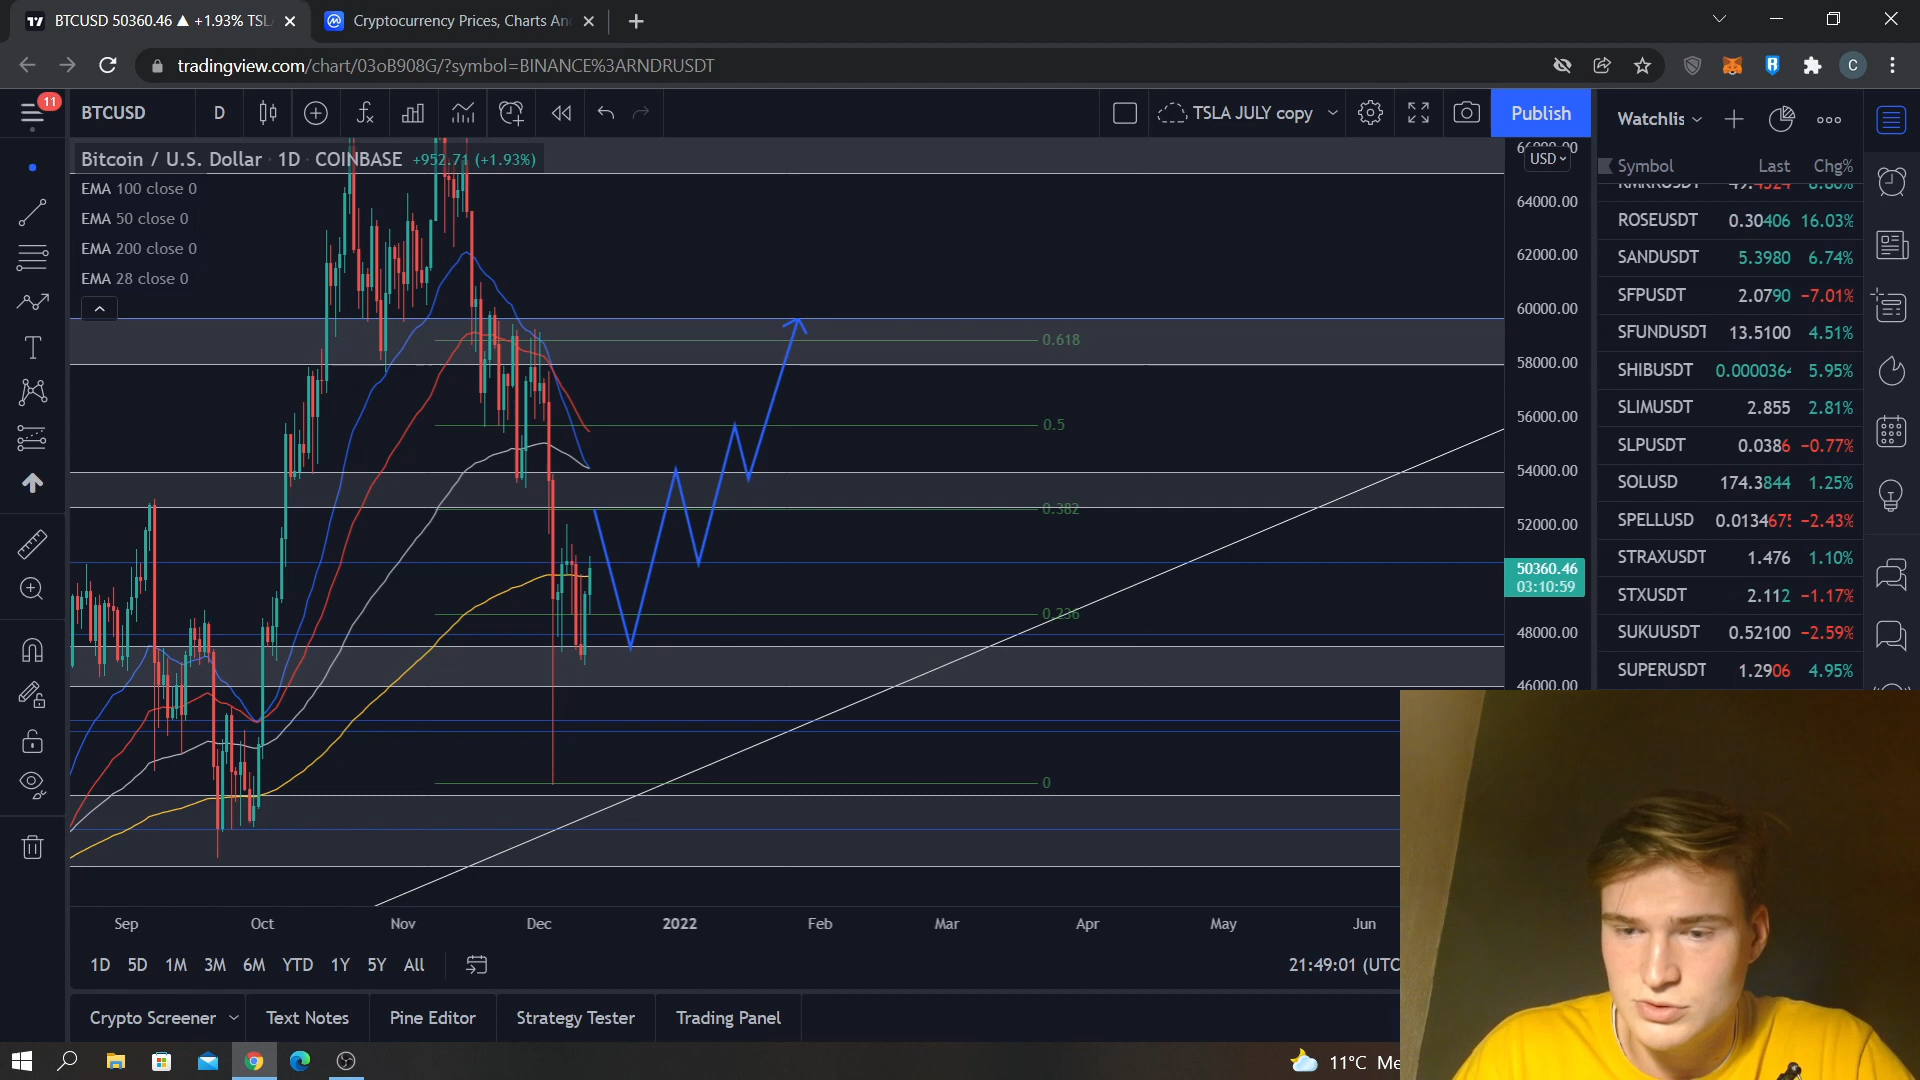 BTCUSD 50360.46 ▲ +1.93% TSL
Cryptocurrency Prices, Charts An
tradingview.com/chart/03oB908G/?symbol=BINANCE%3ARNDRUSDT
C
11
BTCUSD
D
TSLA JULY copy
Publish
Watchlis
Bitcoin / U.S. Dollar · 1D · COINBASE +952.71 (+1.93%)
EMA 100 close 0
EMA 50 close 0
EMA 200 close 0
EMA 28 close 0
USD
64000.00
62000.00
60000.00
58000.00
56000.00
54000.00
52000.00
50360.46
03:10:59
48000.00
46000.00
0.618
0.5
0.382
0.236
0
Symbol Last Chg%
ROSEUSDT 0.30406 16.03%
SANDUSDT 5.3980 6.74%
SFPUSDT 2.0790 −7.01%
SFUNDUSDT 13.5100 4.51%
SHIBUSDT 0.0000364 5.95%
SLIMUSDT 2.855 2.81%
SLPUSDT 0.0386 −0.77%
SOLUSD 174.3844 1.25%
SPELLUSD 0.0134675 −2.43%
STRAXUSDT 1.476 1.10%
STXUSDT 2.112 −1.17%
SUKUUSDT 0.52100 −2.59%
SUPERUSDT 1.2906 4.95%
Sep Oct Nov Dec 2022 Feb Mar Apr May Jun
1D 5D 1M 3M 6M YTD 1Y 5Y All
21:49:01 (UTC
Crypto Screener Text Notes Pine Editor Strategy Tester Trading Panel
11°C Me